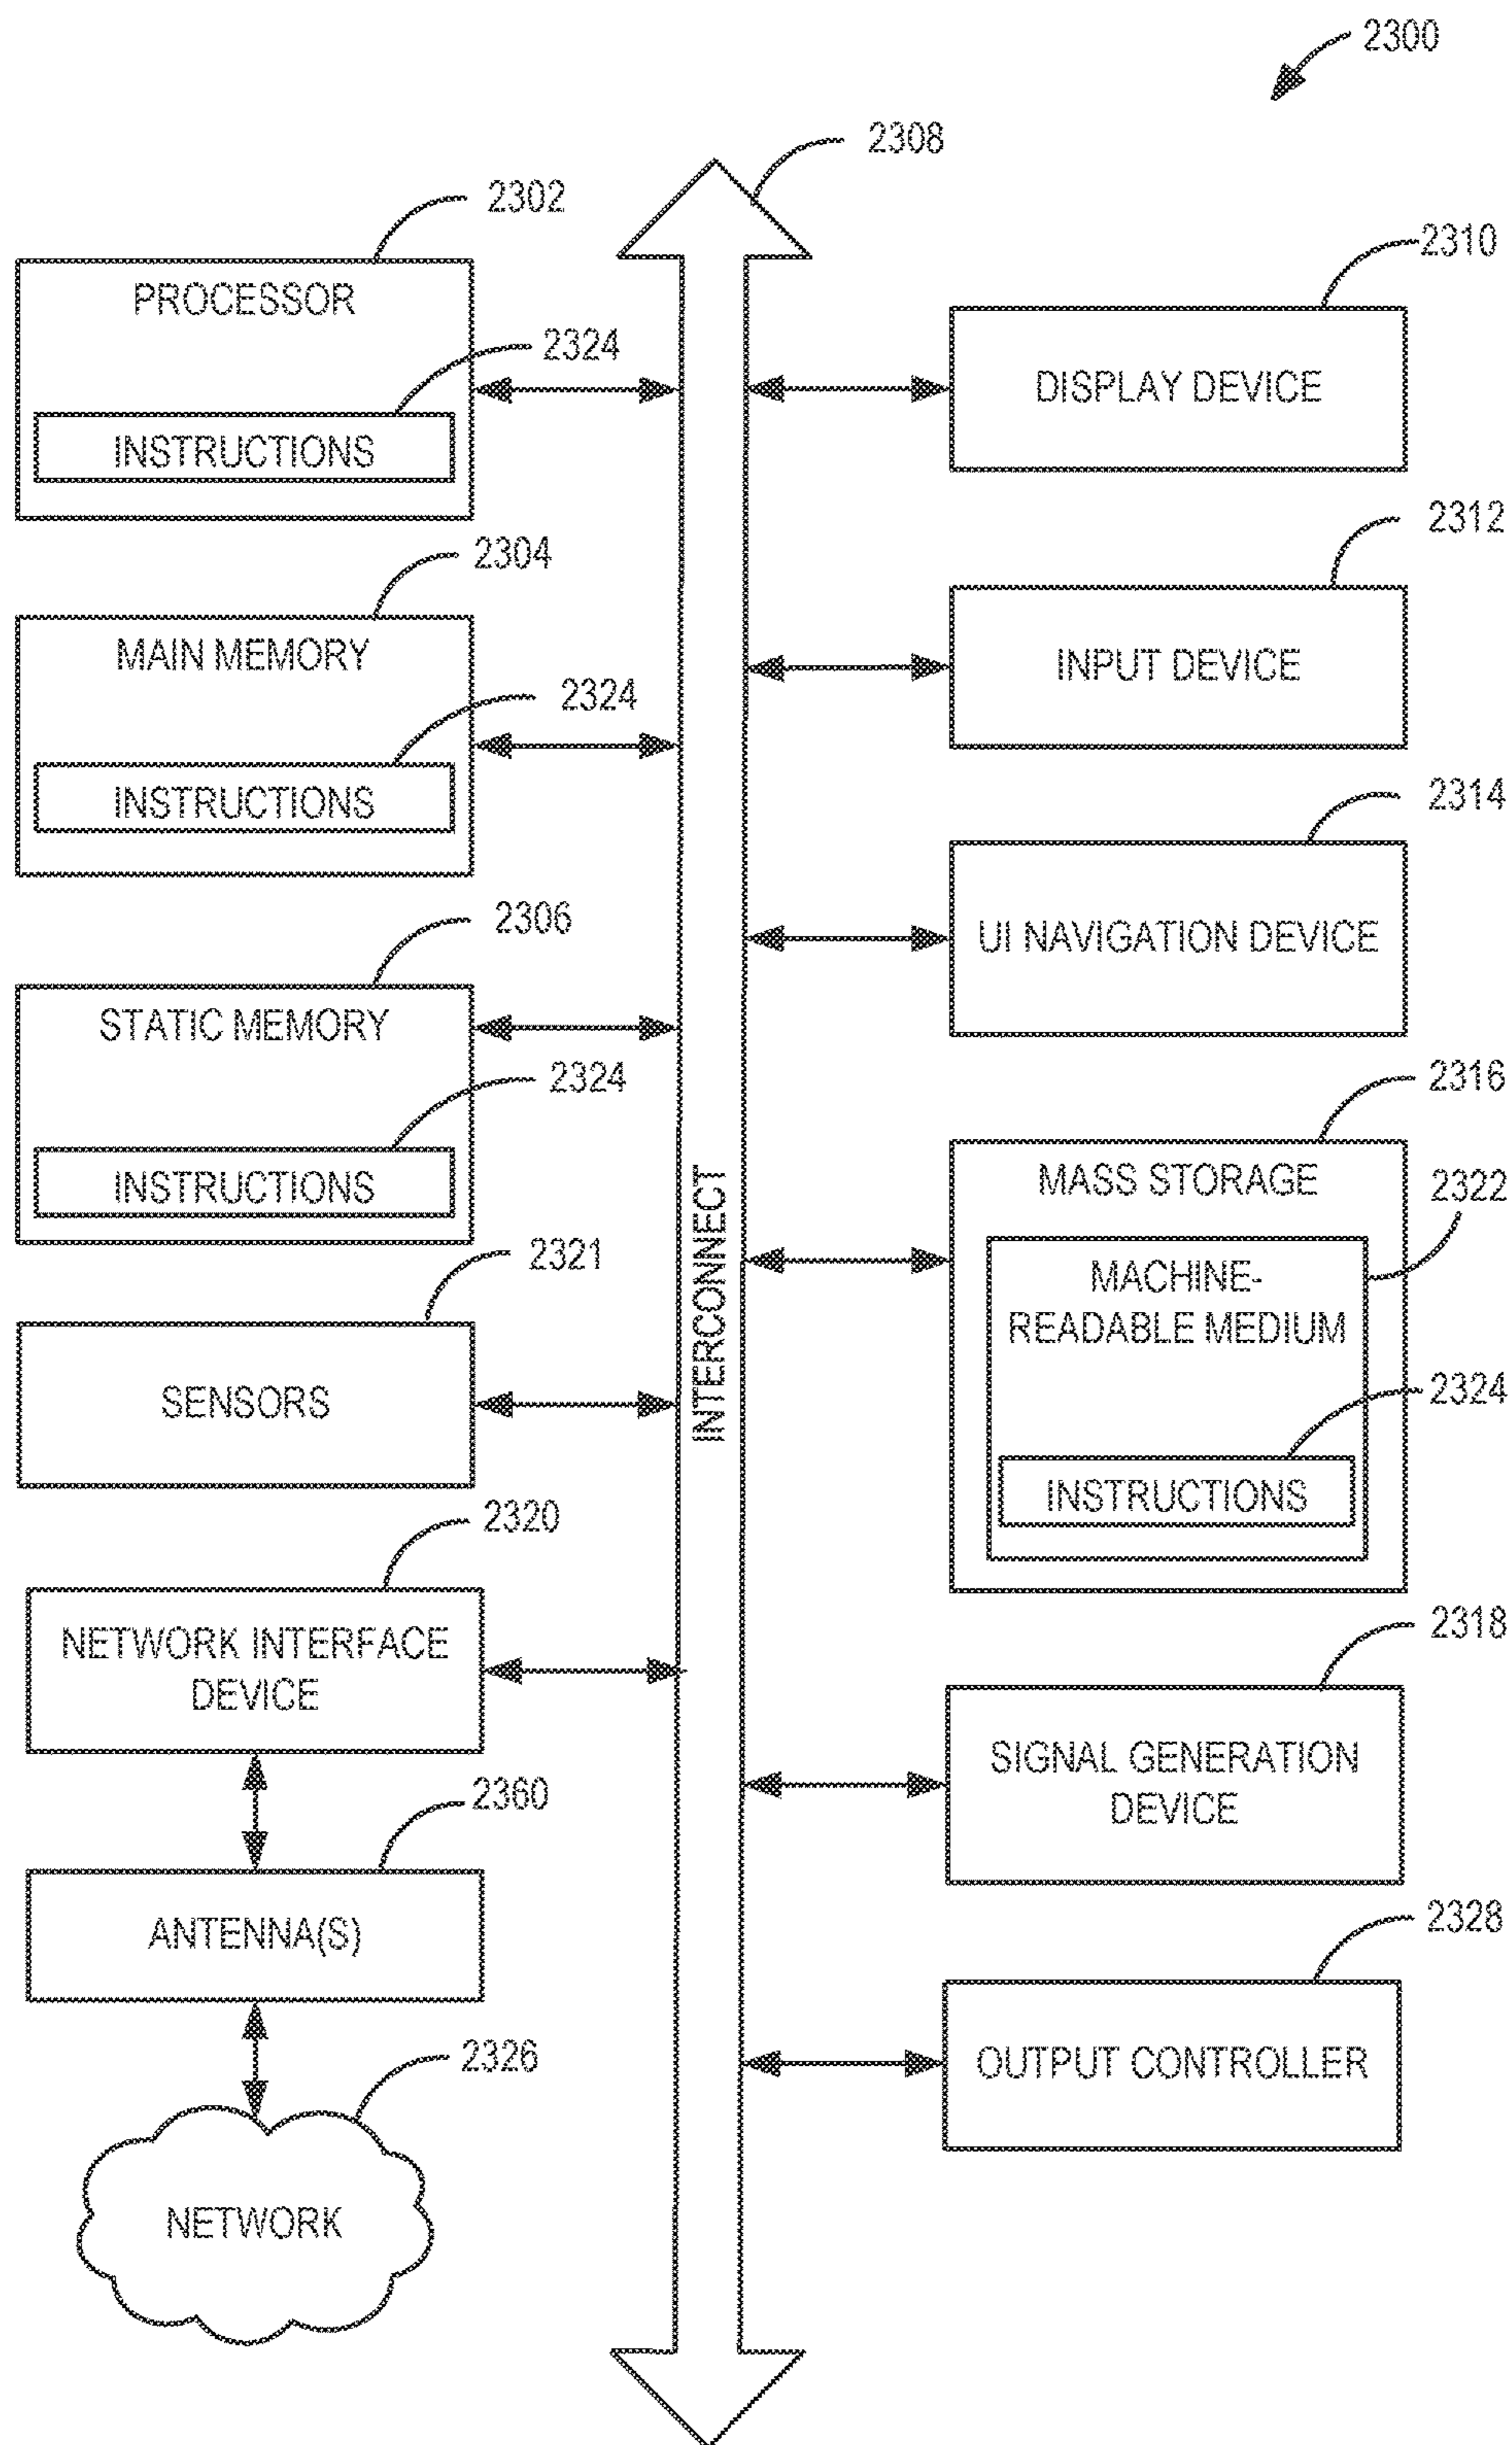 2300
2308
2302
PROCESSOR
2324
INSTRUCTIONS
2304
MAIN MEMORY
2324
INSTRUCTIONS
2306
STATIC MEMORY
2324
INSTRUCTIONS
2321
SENSORS
2320
NETWORK INTERFACE
DEVICE
2360
ANTENNA(S)
2326
NETWORK
INTERCONNECT
2310
DISPLAY DEVICE
2312
INPUT DEVICE
2314
UI NAVIGATION DEVICE
2316
MASS STORAGE
2322
MACHINE-
READABLE MEDIUM
2324
INSTRUCTIONS
2318
SIGNAL GENERATION
DEVICE
2328
OUTPUT CONTROLLER